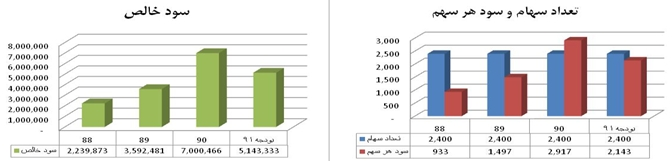 سود خالص
8,000,000
7,000,000
6,000,000
5,000,000
4,000,000
3,000,000
2,000,000
1,000,000
-
88 89 90 بودجه ۹۱
سود خالص 2,239,873 3,592,481 7,000,466 5,143,333
تعداد سهام و سود هر سهم
3,000
2,500
2,000
1,500
1,000
500
-
88 89 90 بودجه ۹۱
تعداد سهام 2,400 2,400 2,400 2,400
سود هر سهم 933 1,497 2,917 2,143